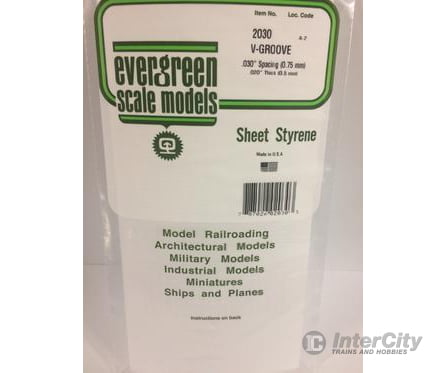 Item No. Loc. Code
2030 A-7
V-GROOVE
.030" Spacing (0.75 mm)
.020" Thick (0.5 mm)
evergreen
scale models
Sheet Styrene
Made in U.S.A
Model Railroading
Architectural Models
Military Models
Industrial Models
Miniatures
Ships and Planes
Instructions on back
InterCity
TRAINS AND HOBBIES